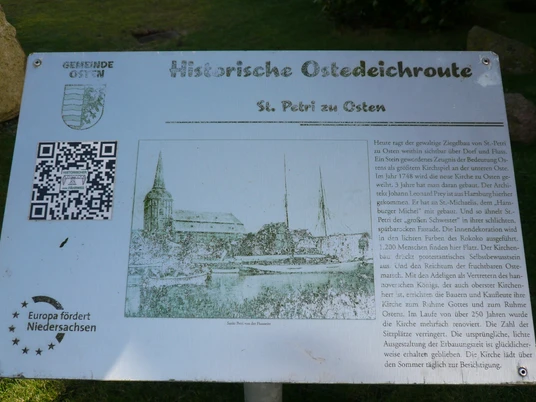 GEMEINDE
OSTEN
Historische Ostedeichroute
St. Petri zu Osten
Heute ragt der gewaltige Ziegelbau von St.-Petri
zu Osten weithin sichtbar über Dorf und Fluss.
Ein Stein gewordenes Zeugnis der Bedeutung Os-
tens als größtem Kirchspiel an der unteren Oste.
Im Jahr 1748 wird die neue Kirche zu Osten ge-
weiht, 3 Jahre hat man daran gebaut. Der Archi-
tekt Johann Leonard Prey ist aus Hamburg hierher
gekommen. Er hat an St.-Michaelis, dem „Ham-
burger Michel" mit gebaut. Und so ähnelt St.-
Petri der „großen Schwester" in ihrer schlichten,
spätbarocken Fassade. Die Innendekoration wird
in den lichten Farben des Rokoko ausgeführt.
1.200 Menschen finden hier Platz. Der Kirchen-
bau drückt protestantisches Selbstbewusstsein
aus. Und den Reichtum der fruchtbaren Oste-
marsch. Mit den Adeligen als Vertretern des han-
noverschen Königs, der auch oberster Kirchen-
herr ist, errichten die Bauern und Kaufleute ihre
Kirche zum Ruhme Gottes und zum Ruhme
Ostens. Im Laufe von über 250 Jahren wurde
die Kirche mehrfach renoviert. Die Zahl der
Sitzplätze verringert. Die ursprüngliche, lichte
Ausgestaltung der Erbauungszeit ist glücklicher-
weise erhalten geblieben. Die Kirche lädt über
den Sommer täglich zur Besichtigung.
Europa fördert
Niedersachsen